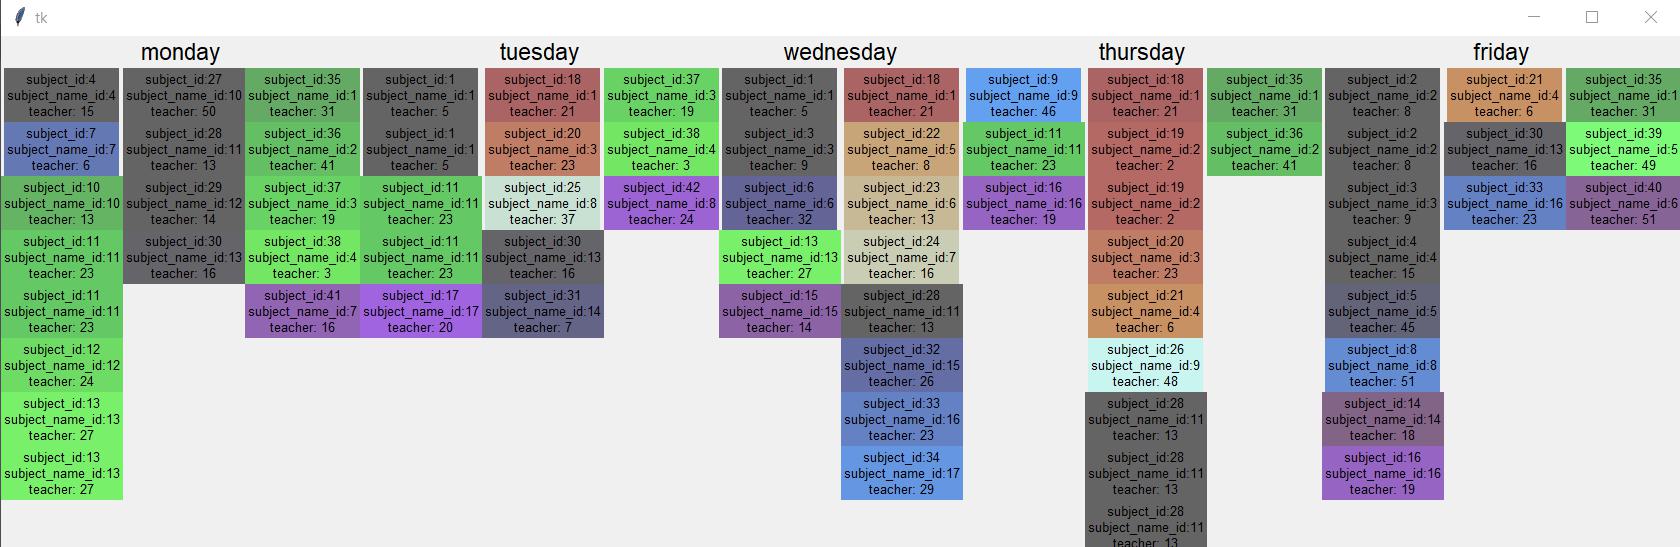 tk
monday
tuesday
wednesday
thursday
friday
subject_id:4
subject_name_id:4
teacher: 15
subject_id:7
subject_name_id:7
teacher: 6
subject_id:10
subject_name_id:10
teacher: 13
subject_id:11
subject_name_id:11
teacher: 23
subject_id:11
subject_name_id:11
teacher: 23
subject_id:12
subject_name_id:12
teacher: 24
subject_id:13
subject_name_id:13
teacher: 27
subject_id:13
subject_name_id:13
teacher: 27
subject_id:27
subject_name_id:10
teacher: 50
subject_id:28
subject_name_id:11
teacher: 13
subject_id:29
subject_name_id:12
teacher: 14
subject_id:30
subject_name_id:13
teacher: 16
subject_id:35
subject_name_id:1
teacher: 31
subject_id:36
subject_name_id:2
teacher: 41
subject_id:37
subject_name_id:3
teacher: 19
subject_id:38
subject_name_id:4
teacher: 3
subject_id:41
subject_name_id:7
teacher: 16
subject_id:1
subject_name_id:1
teacher: 5
subject_id:1
subject_name_id:1
teacher: 5
subject_id:11
subject_name_id:11
teacher: 23
subject_id:11
subject_name_id:11
teacher: 23
subject_id:17
subject_name_id:17
teacher: 20
subject_id:18
subject_name_id:1
teacher: 21
subject_id:20
subject_name_id:3
teacher: 23
subject_id:25
subject_name_id:8
teacher: 37
subject_id:30
subject_name_id:13
teacher: 16
subject_id:31
subject_name_id:14
teacher: 7
subject_id:37
subject_name_id:3
teacher: 19
subject_id:38
subject_name_id:4
teacher: 3
subject_id:42
subject_name_id:8
teacher: 24
subject_id:1
subject_name_id:1
teacher: 5
subject_id:3
subject_name_id:3
teacher: 9
subject_id:6
subject_name_id:6
teacher: 32
subject_id:13
subject_name_id:13
teacher: 27
subject_id:15
subject_name_id:15
teacher: 14
subject_id:18
subject_name_id:1
teacher: 21
subject_id:22
subject_name_id:5
teacher: 8
subject_id:23
subject_name_id:6
teacher: 13
subject_id:24
subject_name_id:7
teacher: 16
subject_id:28
subject_name_id:11
teacher: 13
subject_id:32
subject_name_id:15
teacher: 26
subject_id:33
subject_name_id:16
teacher: 23
subject_id:34
subject_name_id:17
teacher: 29
subject_id:9
subject_name_id:9
teacher: 46
subject_id:11
subject_name_id:11
teacher: 23
subject_id:16
subject_name_id:16
teacher: 19
subject_id:18
subject_name_id:1
teacher: 21
subject_id:19
subject_name_id:2
teacher: 2
subject_id:19
subject_name_id:2
teacher: 2
subject_id:20
subject_name_id:3
teacher: 23
subject_id:21
subject_name_id:4
teacher: 6
subject_id:26
subject_name_id:9
teacher: 48
subject_id:28
subject_name_id:11
teacher: 13
subject_id:28
subject_name_id:11
teacher: 13
subject_id:28
subject_name_id:11
teacher: 13
subject_id:35
subject_name_id:1
teacher: 31
subject_id:36
subject_name_id:2
teacher: 41
subject_id:2
subject_name_id:2
teacher: 8
subject_id:2
subject_name_id:2
teacher: 8
subject_id:3
subject_name_id:3
teacher: 9
subject_id:4
subject_name_id:4
teacher: 15
subject_id:5
subject_name_id:5
teacher: 45
subject_id:8
subject_name_id:8
teacher: 51
subject_id:14
subject_name_id:14
teacher: 18
subject_id:16
subject_name_id:16
teacher: 19
subject_id:21
subject_name_id:4
teacher: 6
subject_id:30
subject_name_id:13
teacher: 16
subject_id:33
subject_name_id:16
teacher: 23
subject_id:35
subject_name_id:1
teacher: 31
subject_id:39
subject_name_id:5
teacher: 49
subject_id:40
subject_name_id:6
teacher: 51